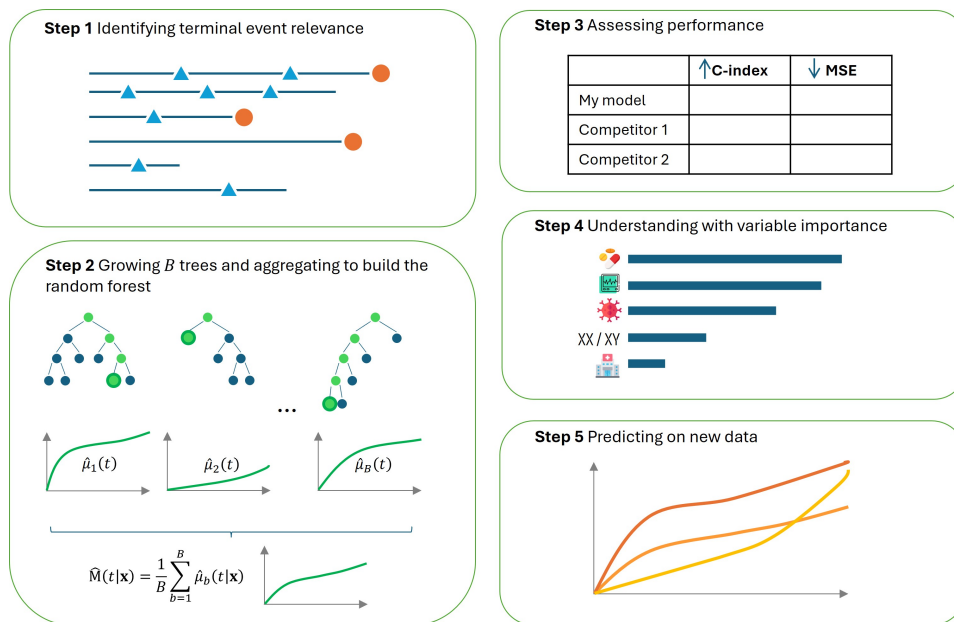 Step 1 Identifying terminal event relevance
Step 2 Growing B trees and aggregating to build the
random forest
...
μ̂₁(t)
μ̂₂(t)
μ̂_B(t)
M̂(t|x) = 1/B ∑_{b=1}^{B} μ̂_b(t|x)
Step 3 Assessing performance
↑C-index ↓ MSE
My model
Competitor 1
Competitor 2
Step 4 Understanding with variable importance
XX / XY
Step 5 Predicting on new data